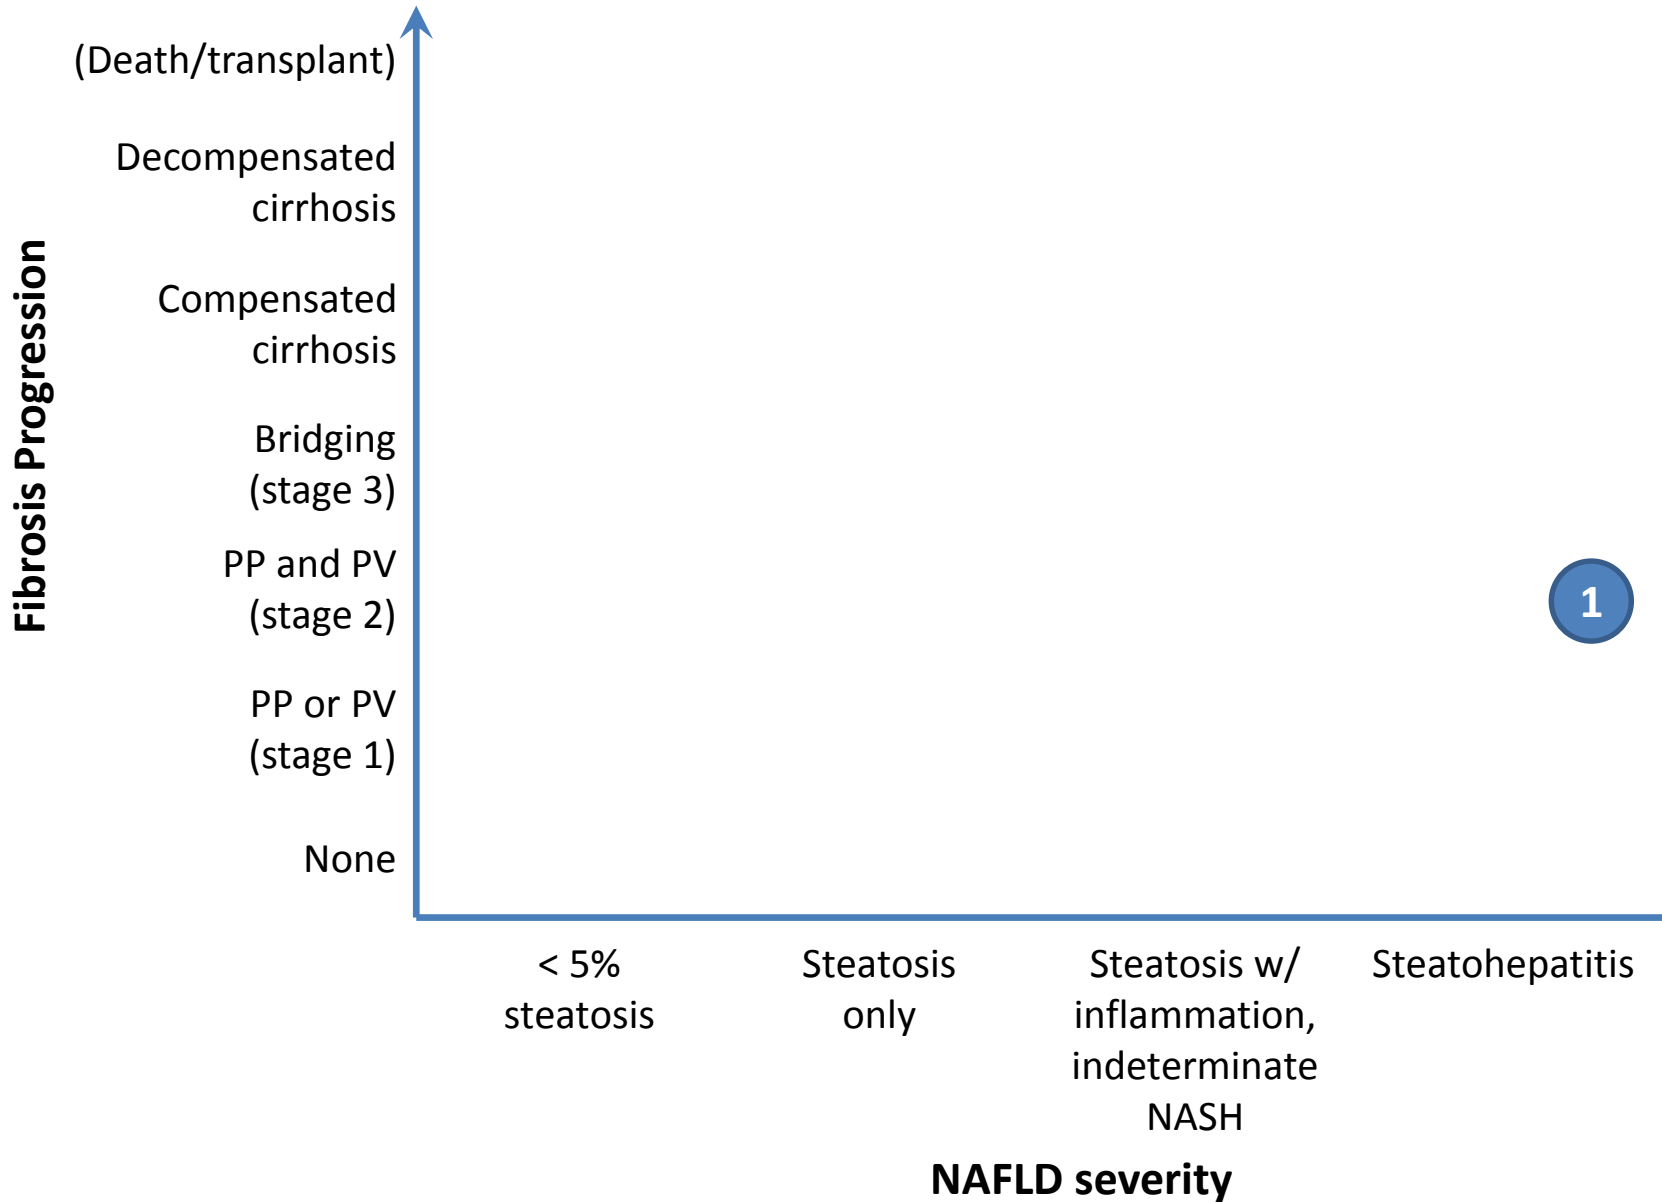 (Death/transplant)
Decompensated
cirrhosis
Compensated
cirrhosis
Bridging
(stage 3)
PP and PV
(stage 2)
PP or PV
(stage 1)
None
Fibrosis Progression
1
< 5%
steatosis
Steatosis
only
Steatosis w/
inflammation,
indeterminate
NASH
Steatohepatitis
NAFLD severity